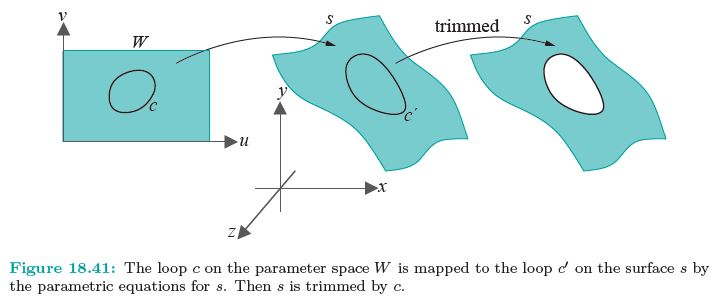 v
W
c
u
s
c′
trimmed
s
y
x
z
Figure 18.41: The loop c on the parameter space W is mapped to the loop c′ on the surface s by
the parametric equations for s. Then s is trimmed by c.